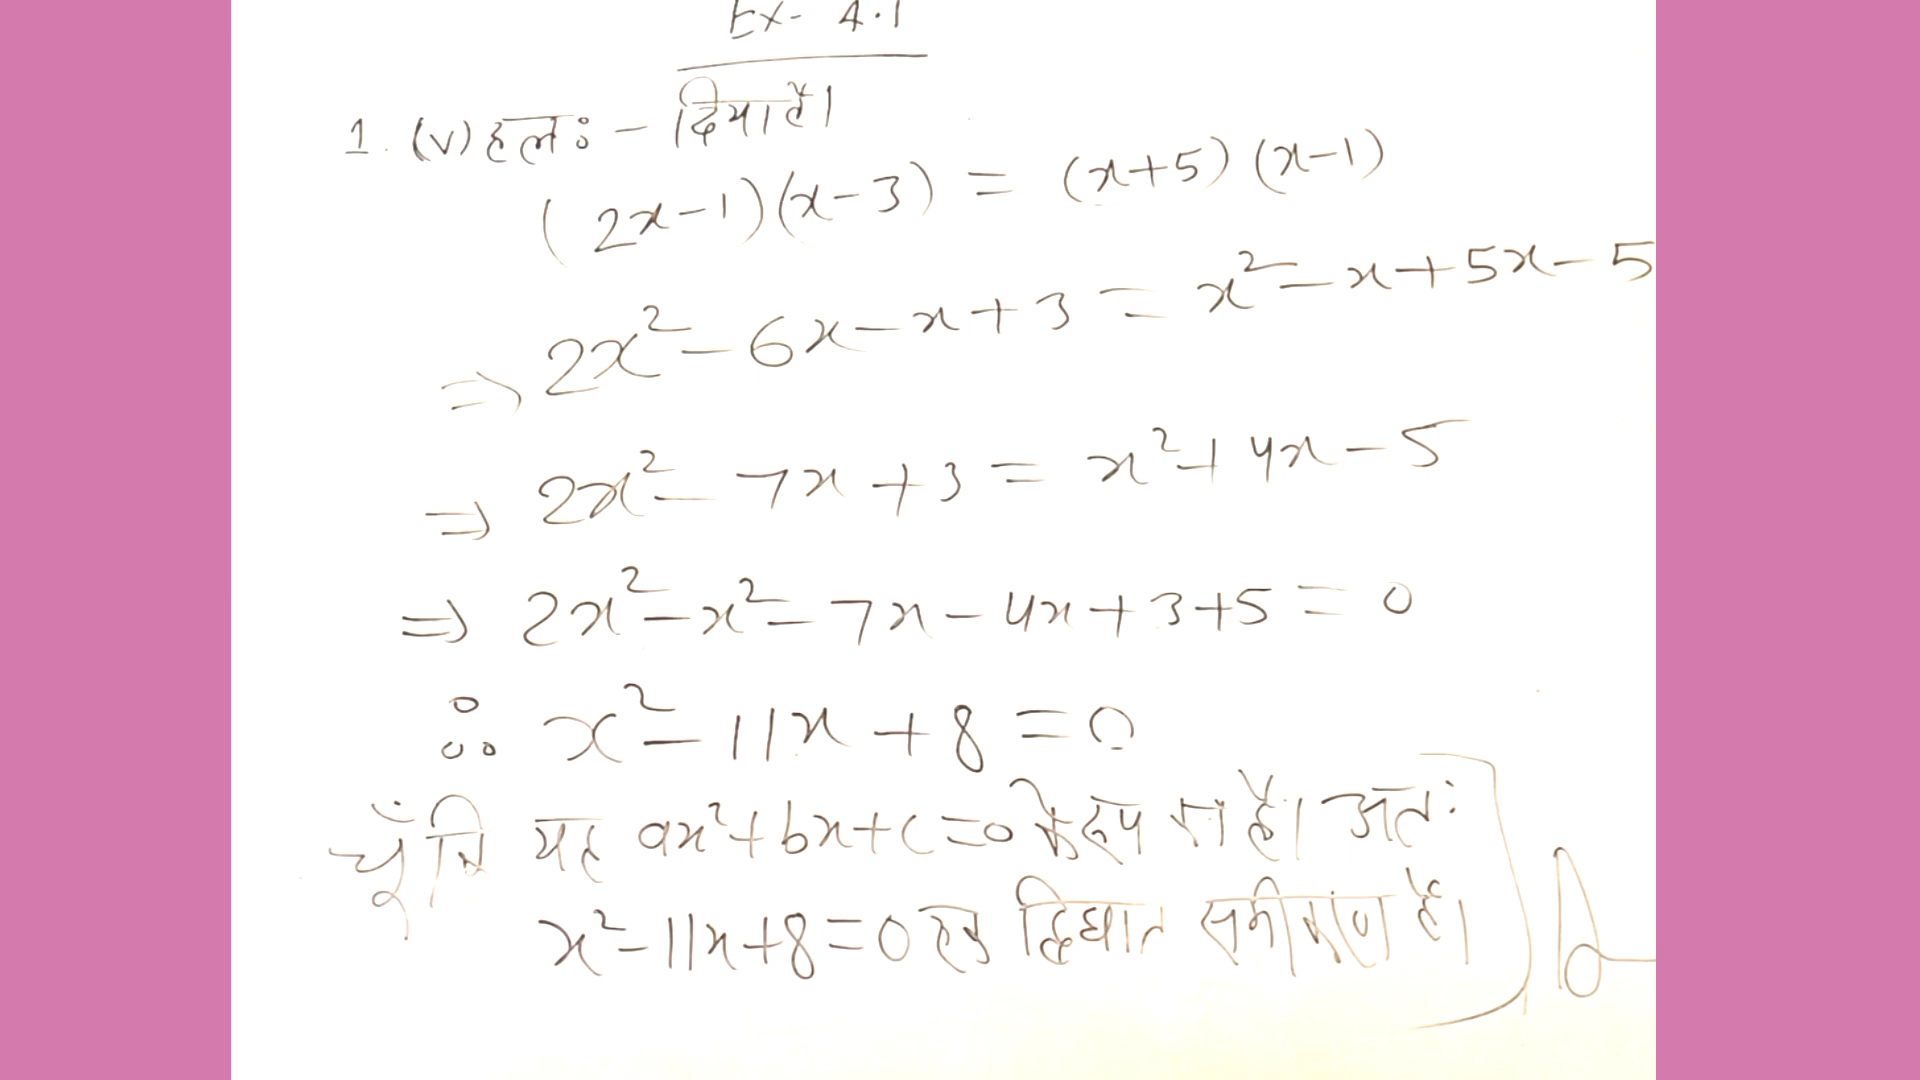 Ex- 4.1
1. (v) हलः - दिया है।
(2x-1)(x-3) = (x+5)(x-1)
⇒ 2x²-6x-x+3 = x²-x+5x-5
⇒ 2x²-7x+3 = x²+4x-5
⇒ 2x²-x²-7x-4x+3+5 = 0
∴ x²-11x+8 = 0
चूँकि यह ax²+bx+c=0 के रूप का है। अतः
x²-11x+8=0 एक द्विघात समीकरण है।